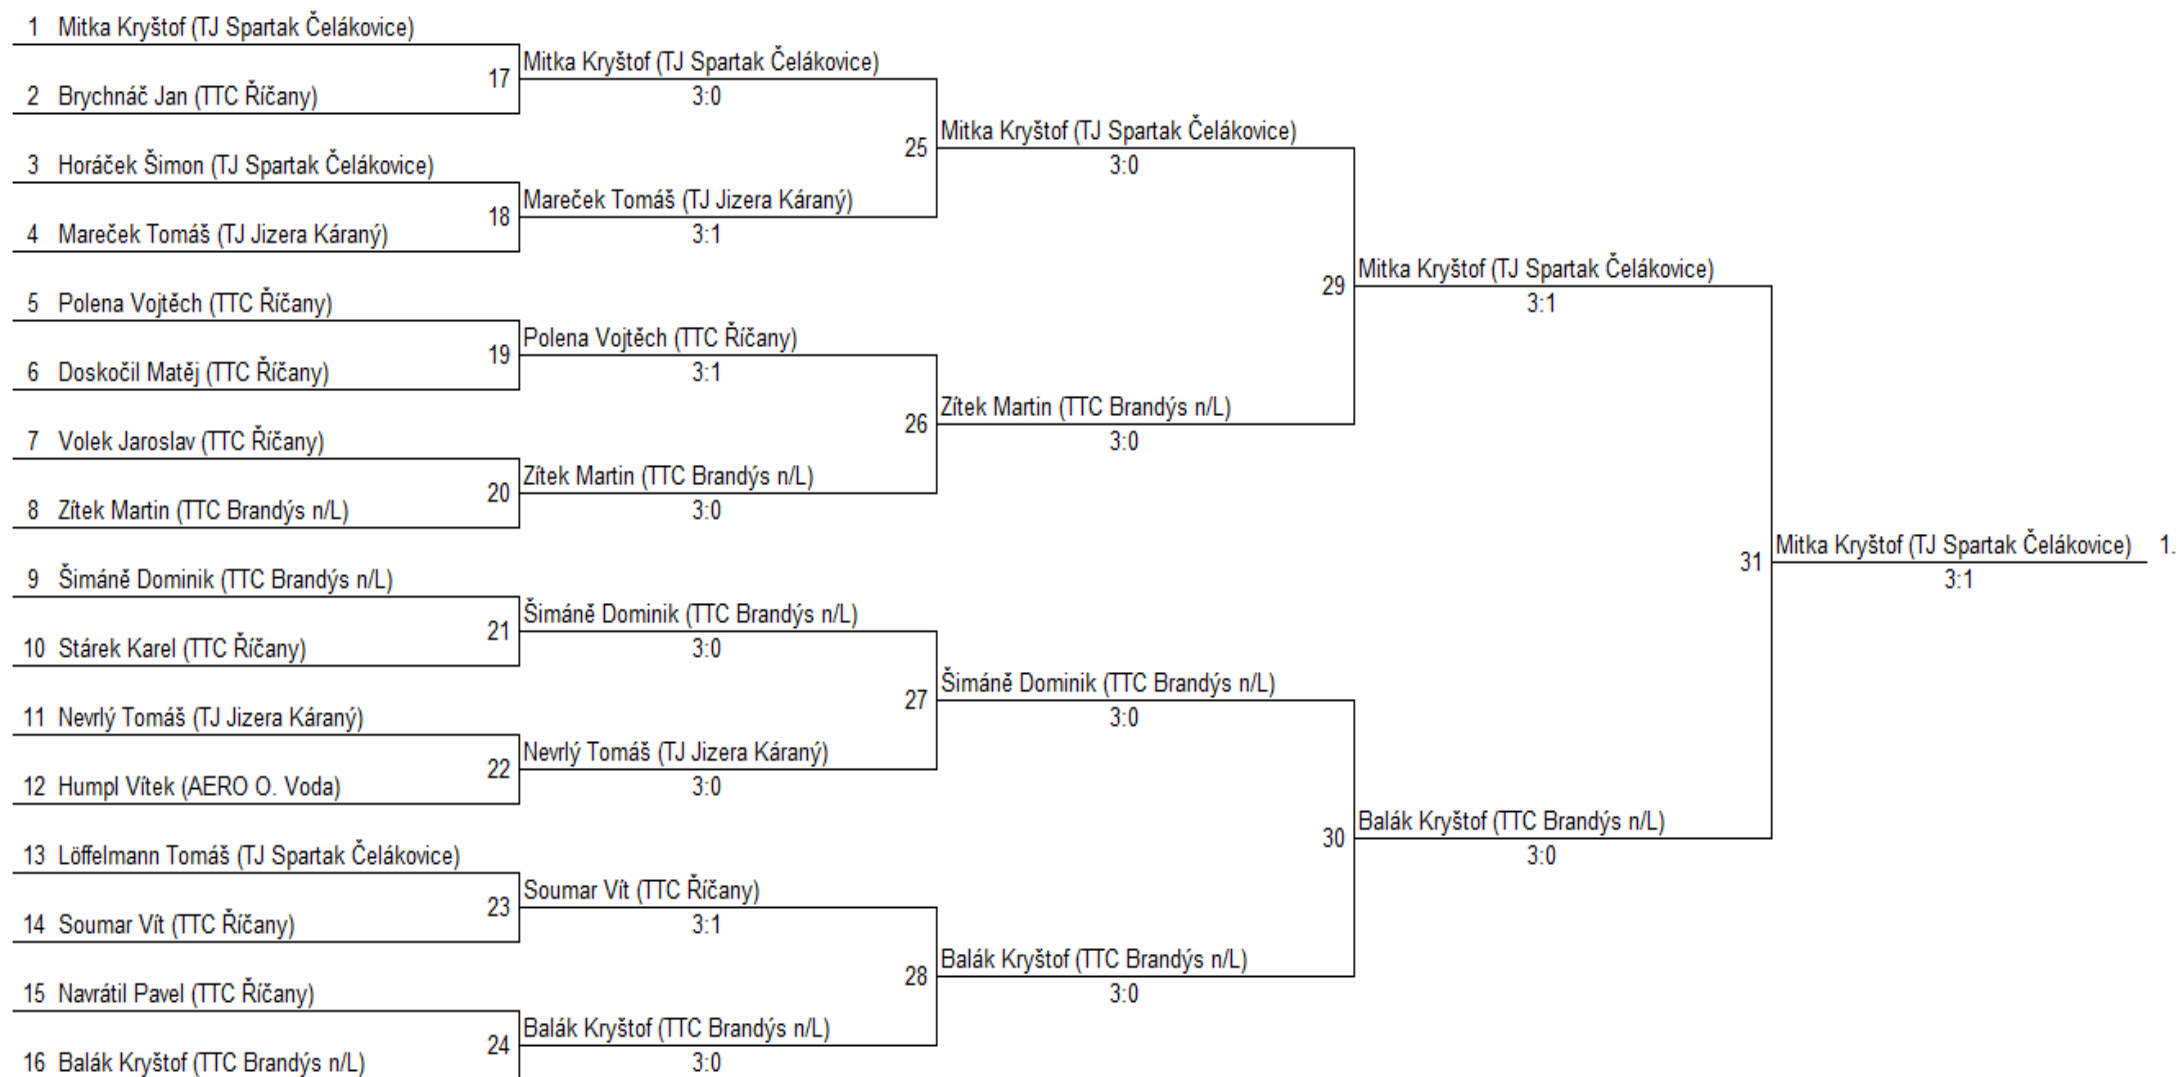 1 Mitka Kryštof (TJ Spartak Čelákovice)
17 Mitka Kryštof (TJ Spartak Čelákovice)
2 Brychnáč Jan (TTC Říčany)
3:0
25 Mitka Kryštof (TJ Spartak Čelákovice)
3 Horáček Šimon (TJ Spartak Čelákovice)
3:0
18 Mareček Tomáš (TJ Jizera Káraný)
4 Mareček Tomáš (TJ Jizera Káraný)
3:1
29 Mitka Kryštof (TJ Spartak Čelákovice)
5 Polena Vojtěch (TTC Říčany)
3:1
19 Polena Vojtěch (TTC Říčany)
6 Doskočil Matěj (TTC Říčany)
3:1
26 Zítek Martin (TTC Brandýs n/L)
7 Volek Jaroslav (TTC Říčany)
3:0
20 Zítek Martin (TTC Brandýs n/L)
8 Zítek Martin (TTC Brandýs n/L)
3:0
31 Mitka Kryštof (TJ Spartak Čelákovice) 1.
9 Šimáně Dominik (TTC Brandýs n/L)
3:1
21 Šimáně Dominik (TTC Brandýs n/L)
10 Stárek Karel (TTC Říčany)
3:0
27 Šimáně Dominik (TTC Brandýs n/L)
11 Nevrlý Tomáš (TJ Jizera Káraný)
3:0
22 Nevrlý Tomáš (TJ Jizera Káraný)
12 Humpl Vítek (AERO O. Voda)
3:0
30 Balák Kryštof (TTC Brandýs n/L)
13 Löffelmann Tomáš (TJ Spartak Čelákovice)
3:0
23 Soumar Vít (TTC Říčany)
14 Soumar Vít (TTC Říčany)
3:1
28 Balák Kryštof (TTC Brandýs n/L)
15 Navrátil Pavel (TTC Říčany)
3:0
24 Balák Kryštof (TTC Brandýs n/L)
16 Balák Kryštof (TTC Brandýs n/L)
3:0